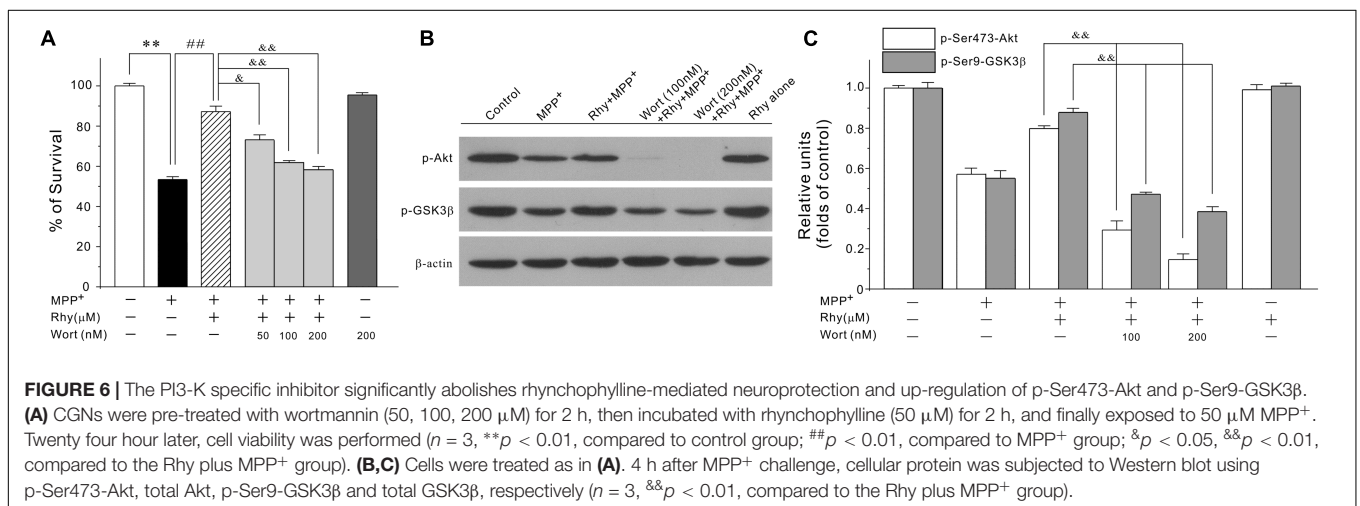 A
**
##
&&
&&
&
% of Survival
100
80
60
40
20
0
MPP+ − + + + + + −
Rhy(μM) − − + + + + −
Wort (nM) − − − 50 100 200 200
B
Control
MPP+
Rhy+MPP+
Wort (100nM)
+Rhy+MPP+
Wort (200nM)
+Rhy+MPP+
Rhy alone
p-Akt
p-GSK3β
β-actin
C
p-Ser473-Akt
p-Ser9-GSK3β
&&
&&
Relative units
(folds of control)
1.0
0.8
0.6
0.4
0.2
0
MPP+ − + + + + −
Rhy(μM) − − + + + +
Wort (nM) − − − 100 200 −
FIGURE 6 | The PI3-K specific inhibitor significantly abolishes rhynchophylline-mediated neuroprotection and up-regulation of p-Ser473-Akt and p-Ser9-GSK3β.
(A) CGNs were pre-treated with wortmannin (50, 100, 200 μM) for 2 h, then incubated with rhynchophylline (50 μM) for 2 h, and finally exposed to 50 μM MPP+.
Twenty four hour later, cell viability was performed (n = 3, **p < 0.01, compared to control group; ##p < 0.01, compared to MPP+ group; &p < 0.05, &&p < 0.01,
compared to the Rhy plus MPP+ group). (B,C) Cells were treated as in (A). 4 h after MPP+ challenge, cellular protein was subjected to Western blot using
p-Ser473-Akt, total Akt, p-Ser9-GSK3β and total GSK3β, respectively (n = 3, &&p < 0.01, compared to the Rhy plus MPP+ group).